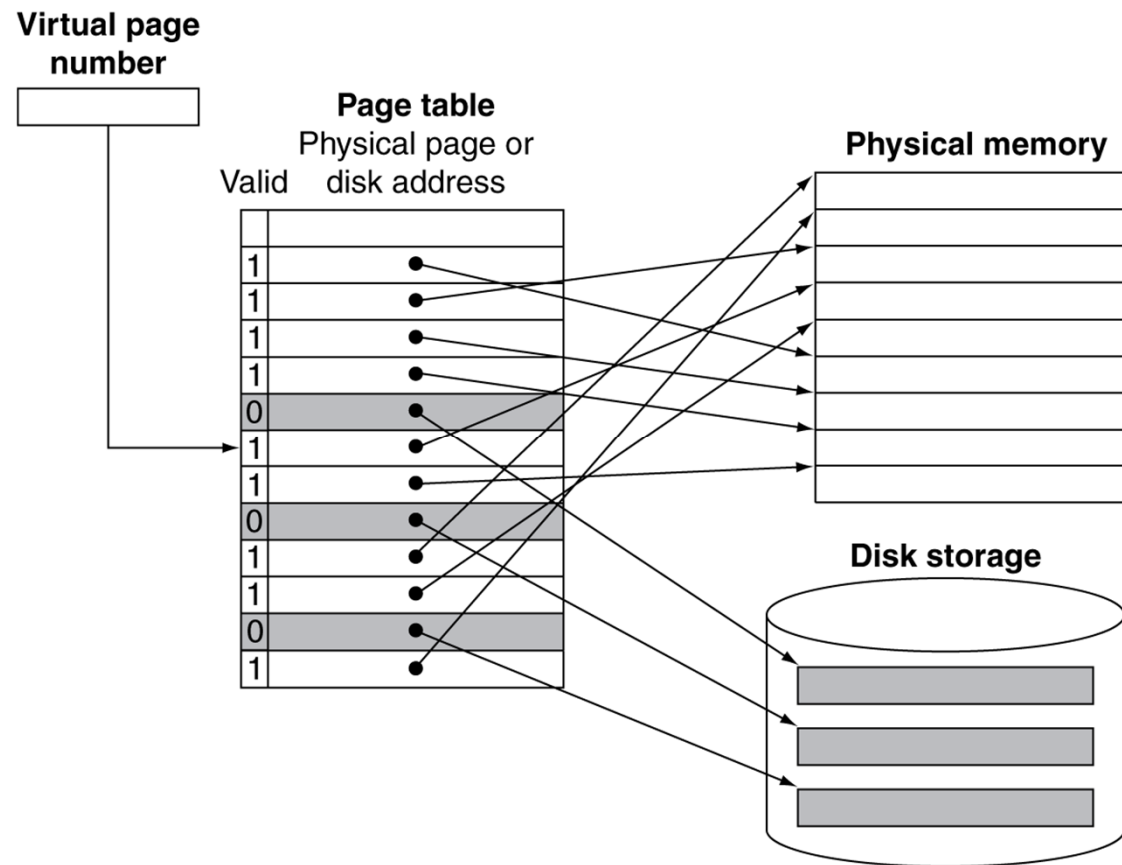 Virtual page
number
Page table
Physical page or
Valid disk address
Physical memory
1
1
1
1
0
1
1
0
1
1
0
1
Disk storage